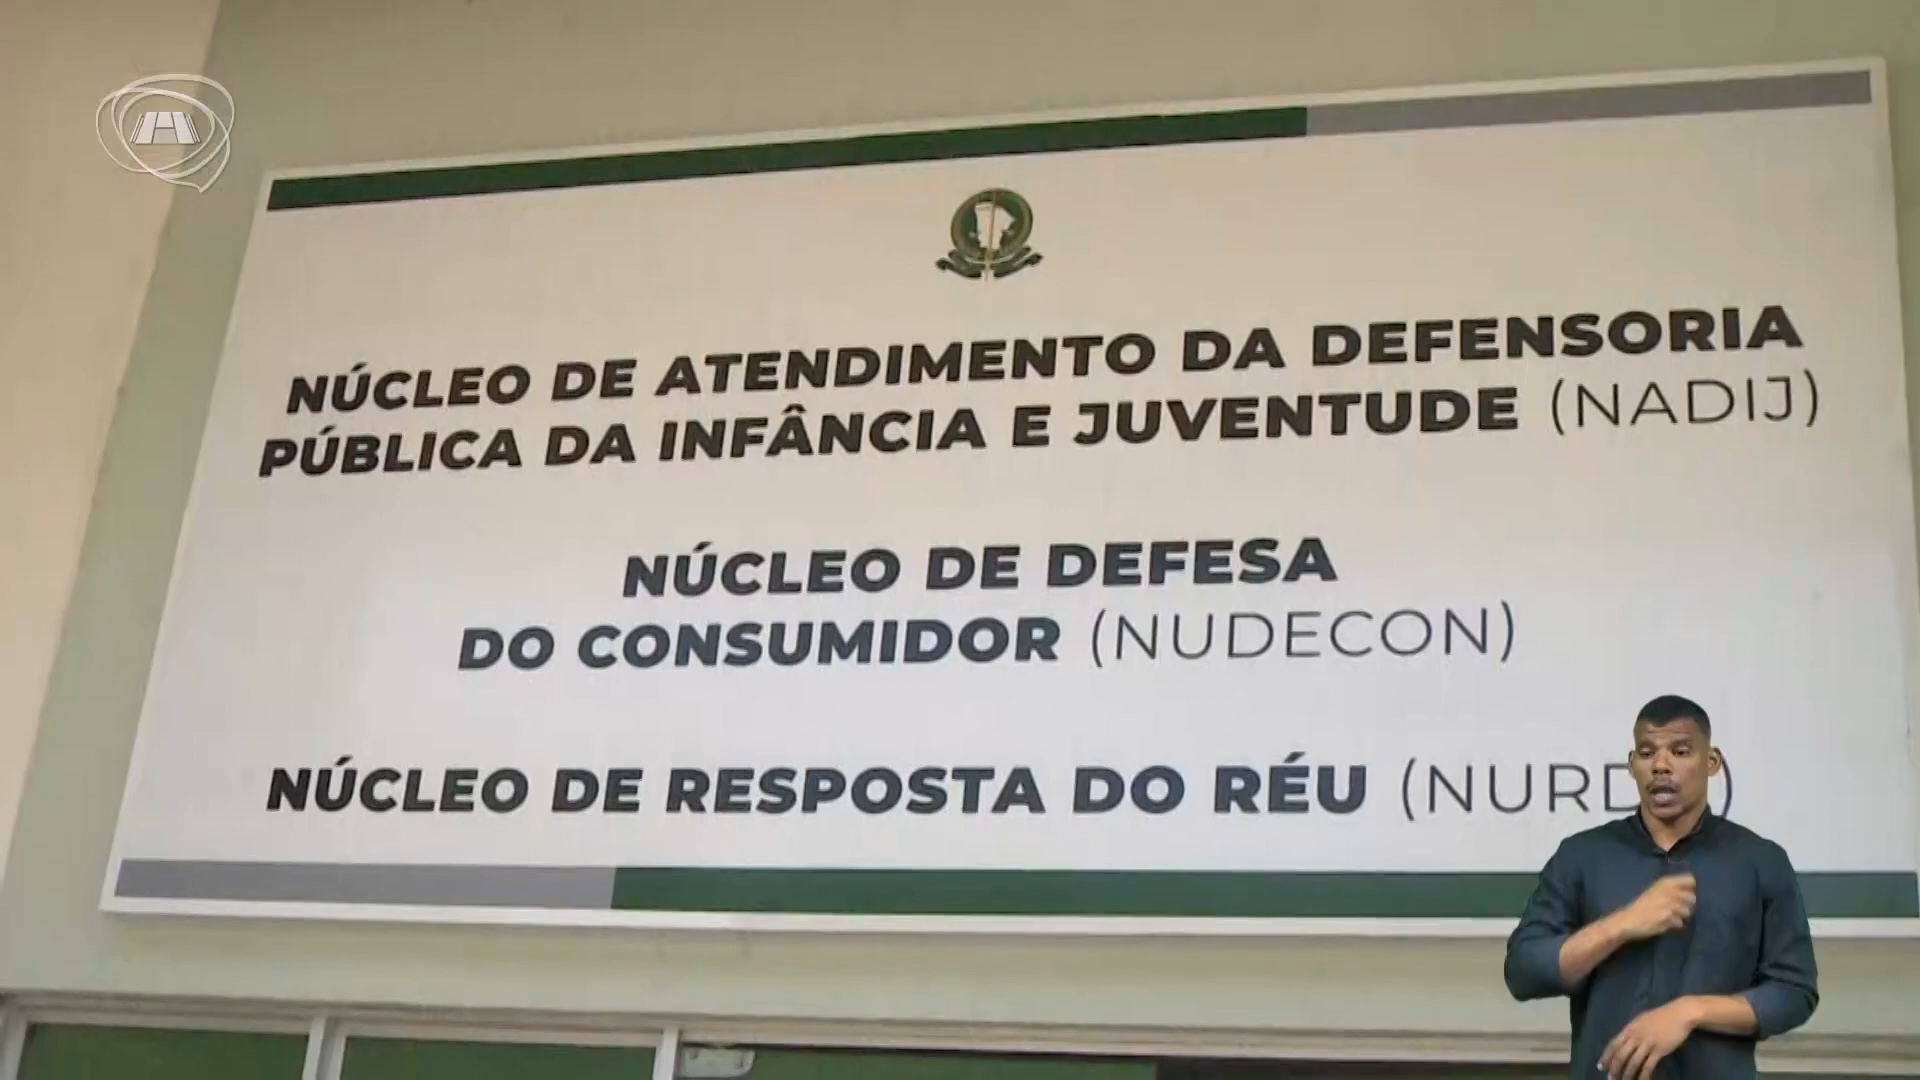 NÚCLEO DE ATENDIMENTO DA DEFENSORIA
PÚBLICA DA INFÂNCIA E JUVENTUDE (NADIJ)
NÚCLEO DE DEFESA
DO CONSUMIDOR (NUDECON)
NÚCLEO DE RESPOSTA DO RÉU